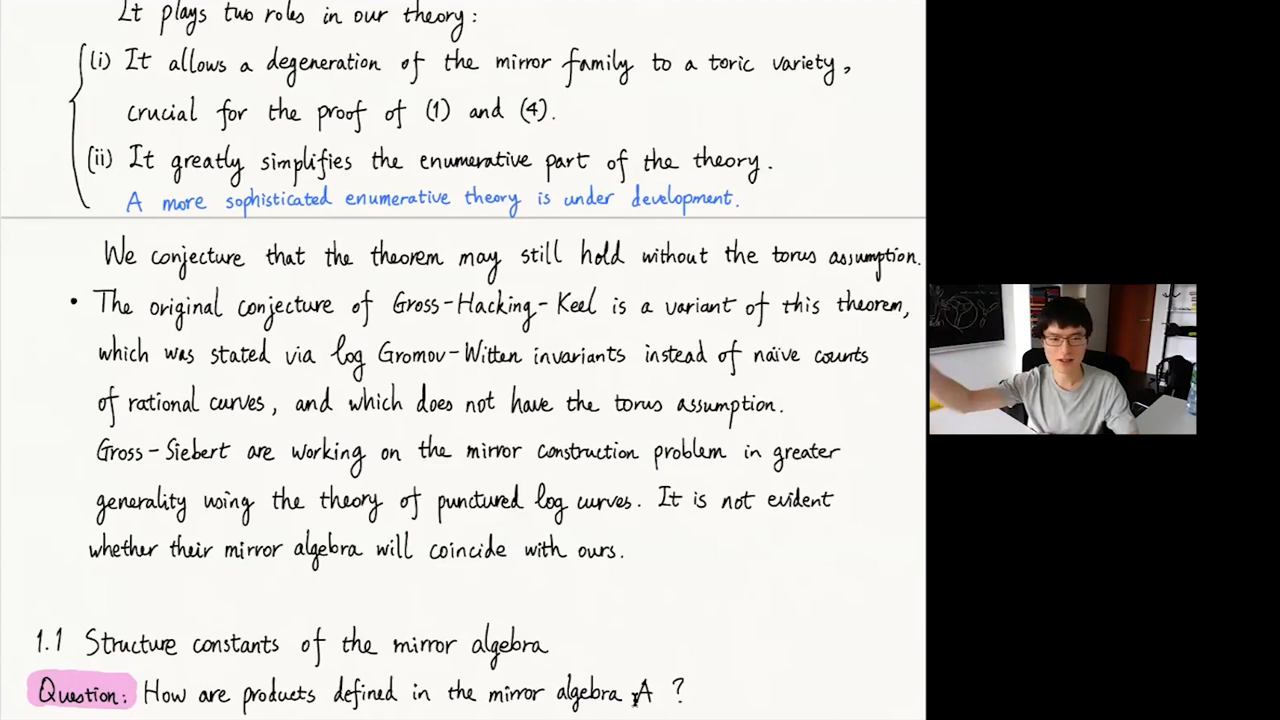 It plays two roles in our theory:
(i) It allows a degeneration of the mirror family to a toric variety,
crucial for the proof of (1) and (4).
(ii) It greatly simplifies the enumerative part of the theory.
A more sophisticated enumerative theory is under development.
We conjecture that the theorem may still hold without the torus assumption.
• The original conjecture of Gross-Hacking-Keel is a variant of this theorem,
which was stated via log Gromov-Witten invariants instead of naive counts
of rational curves, and which does not have the torus assumption.
Gross-Siebert are working on the mirror construction problem in greater
generality using the theory of punctured log curves. It is not evident
whether their mirror algebra will coincide with ours.
1.1 Structure constants of the mirror algebra
Question: How are products defined in the mirror algebra A ?